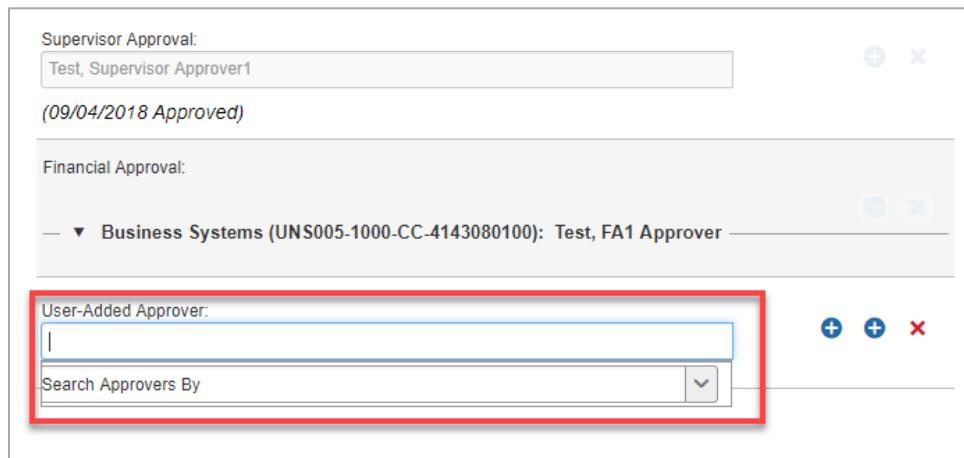 Supervisor Approval:
Test, Supervisor Approver1
(09/04/2018 Approved)
Financial Approval:
Business Systems (UNS005-1000-CC-4143080100): Test, FA1 Approver
User-Added Approver:
Search Approvers By